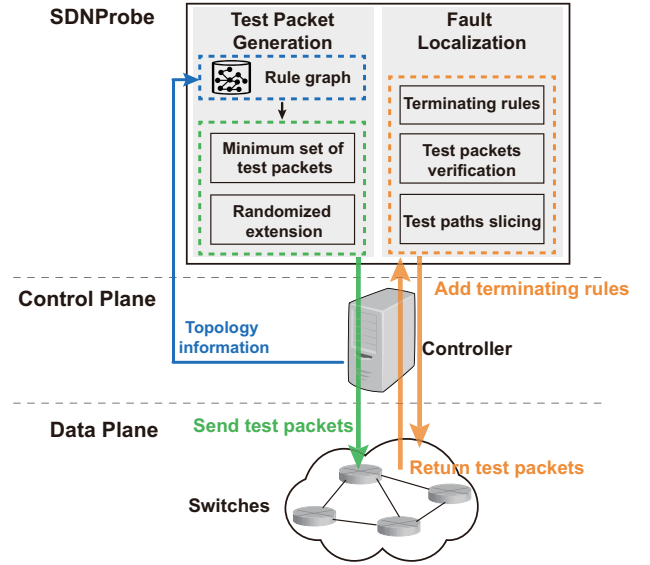 SDNProbe
Test Packet
Generation
Fault
Localization
Rule graph
Minimum set of
test packets
Randomized
extension
Terminating rules
Test packets
verification
Test paths slicing
Control Plane
Add terminating rules
Topology
information
Controller
Data Plane
Send test packets
Return test packets
Switches